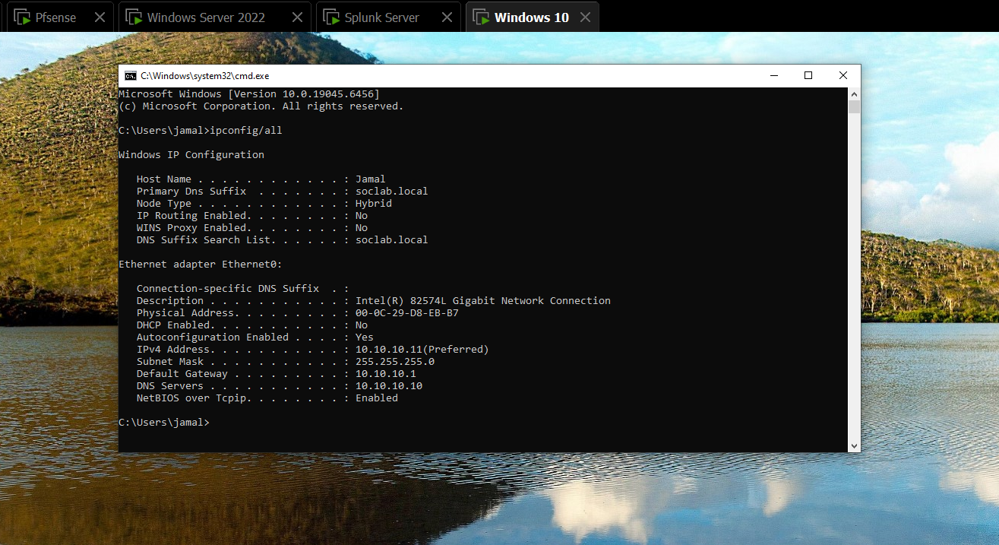 Pfsense
Windows Server 2022
Splunk Server
Windows 10
C:\Windows\system32\cmd.exe
Microsoft Windows [Version 10.0.19045.6456]
(c) Microsoft Corporation. All rights reserved.
C:\Users\jamal>ipconfig/all
Windows IP Configuration
Host Name . . . . . . . . . . . . : Jamal
Primary Dns Suffix  . . . . . . . : soclab.local
Node Type . . . . . . . . . . . . : Hybrid
IP Routing Enabled. . . . . . . . : No
WINS Proxy Enabled. . . . . . . . : No
DNS Suffix Search List. . . . . . : soclab.local
Ethernet adapter Ethernet0:
Connection-specific DNS Suffix  . :
Description . . . . . . . . . . . : Intel(R) 82574L Gigabit Network Connection
Physical Address. . . . . . . . . : 00-0C-29-D8-EB-B7
DHCP Enabled. . . . . . . . . . . : No
Autoconfiguration Enabled . . . . : Yes
IPv4 Address. . . . . . . . . . . : 10.10.10.11(Preferred)
Subnet Mask . . . . . . . . . . . : 255.255.255.0
Default Gateway . . . . . . . . . : 10.10.10.1
DNS Servers . . . . . . . . . . . : 10.10.10.10
NetBIOS over Tcpip. . . . . . . . : Enabled
C:\Users\jamal>